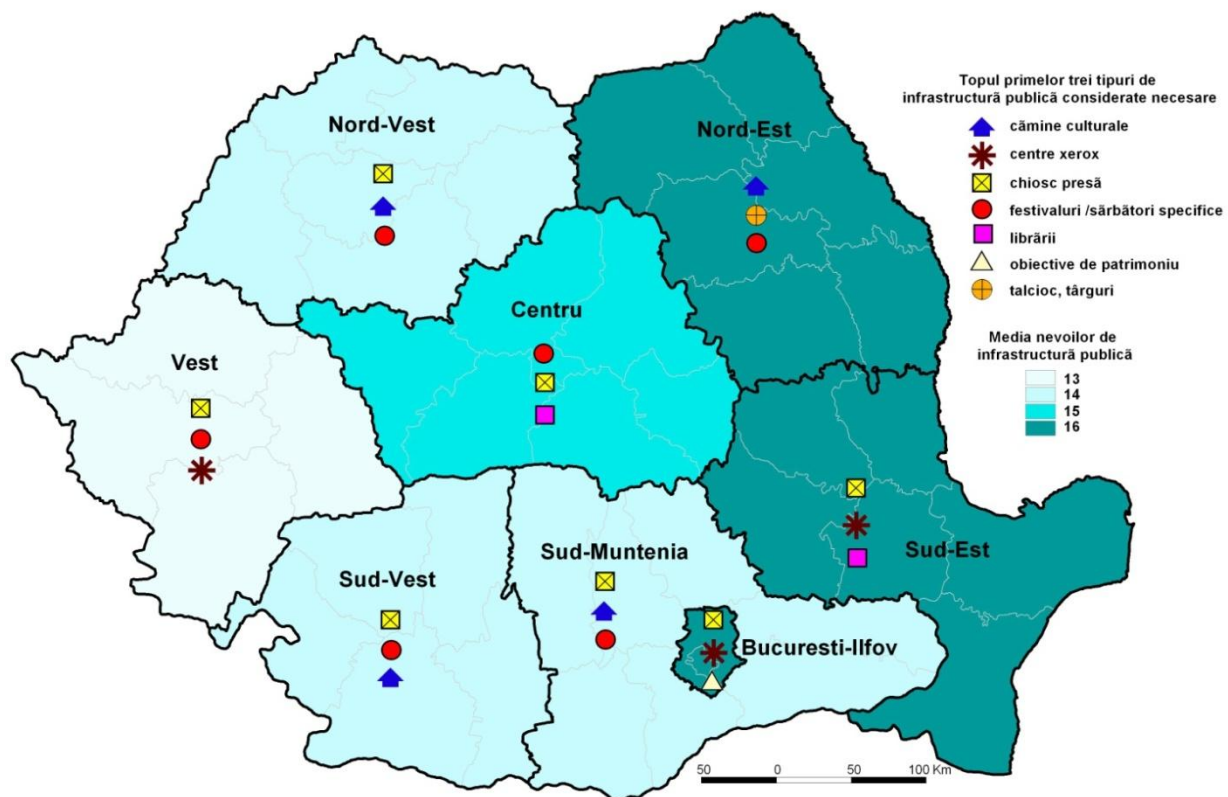 Topul primelor trei tipuri de
infrastructură publică considerate necesare
cămine culturale
centre xerox
chiosc presă
festivaluri /sărbători specifice
librării
obiective de patrimoniu
talcioc, târguri
Media nevoilor de
infrastructură publică
13
14
15
16
Nord-Vest
Nord-Est
Centru
Vest
Sud-Est
Sud-Muntenia
Sud-Vest
Bucuresti-Ilfov
50 0 50 100 Km